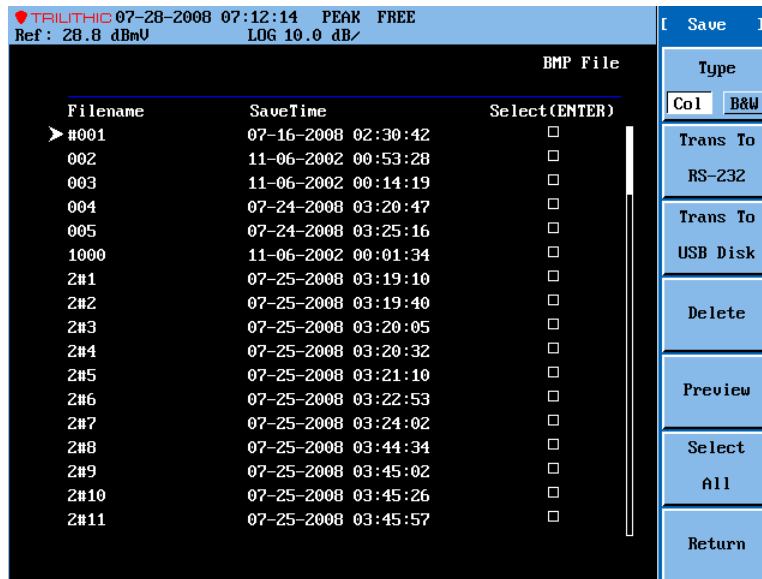 TRILITHIC 07-28-2008 07:12:14 PEAK FREE
Ref: 28.8 dBmV LOG 10.0 dB/
BMP File
Filename SaveTime Select(ENTER)
#001 07-16-2008 02:30:42
002 11-06-2002 00:53:28
003 11-06-2002 00:14:19
004 07-24-2008 03:20:47
005 07-24-2008 03:25:16
1000 11-06-2002 00:01:34
2#1 07-25-2008 03:19:10
2#2 07-25-2008 03:19:40
2#3 07-25-2008 03:20:05
2#4 07-25-2008 03:20:32
2#5 07-25-2008 03:21:10
2#6 07-25-2008 03:22:53
2#7 07-25-2008 03:24:02
2#8 07-25-2008 03:44:34
2#9 07-25-2008 03:45:02
2#10 07-25-2008 03:45:26
2#11 07-25-2008 03:45:57
[ Save ]
Type
Col B&W
Trans To
RS-232
Trans To
USB Disk
Delete
Preview
Select
All
Return